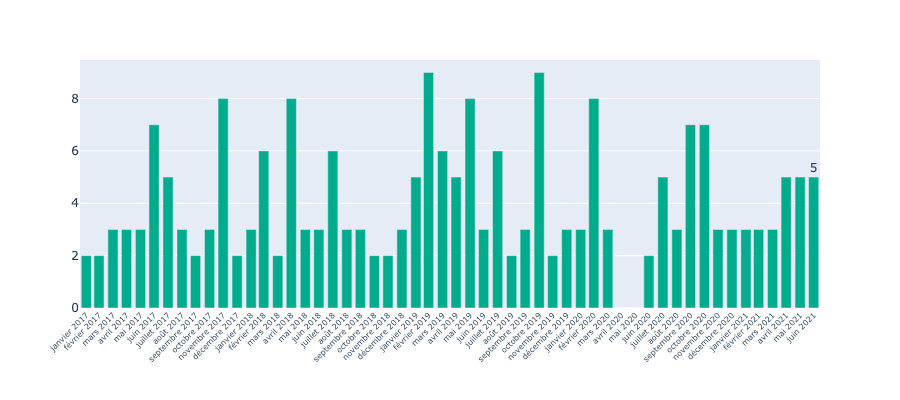 8
6
4
2
0
5
janvier 2017
février 2017
mars 2017
avril 2017
mai 2017
juin 2017
juillet 2017
août 2017
septembre 2017
octobre 2017
novembre 2017
décembre 2017
janvier 2018
février 2018
mars 2018
avril 2018
mai 2018
juin 2018
juillet 2018
août 2018
septembre 2018
octobre 2018
novembre 2018
décembre 2018
janvier 2019
février 2019
mars 2019
avril 2019
mai 2019
juin 2019
juillet 2019
août 2019
septembre 2019
octobre 2019
novembre 2019
décembre 2019
janvier 2020
février 2020
mars 2020
avril 2020
mai 2020
juin 2020
juillet 2020
août 2020
septembre 2020
octobre 2020
novembre 2020
décembre 2020
janvier 2021
février 2021
mars 2021
avril 2021
mai 2021
juin 2021